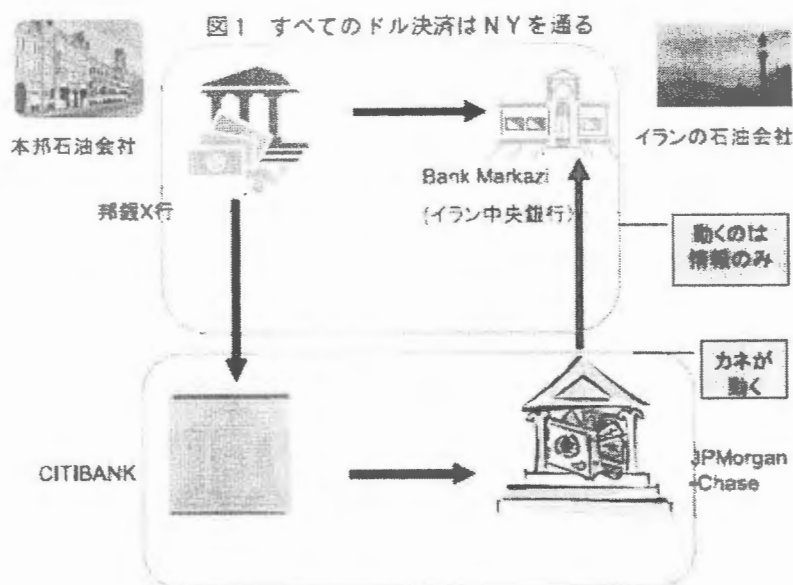 図1 すべてのドル決済はNYを通る
本邦石油会社
イランの石油会社
邦銀X行
Bank Markazi
(イラン中央銀行)
動くのは
情報のみ
カネが
動く
CITIBANK
JPMorgan
-Chase